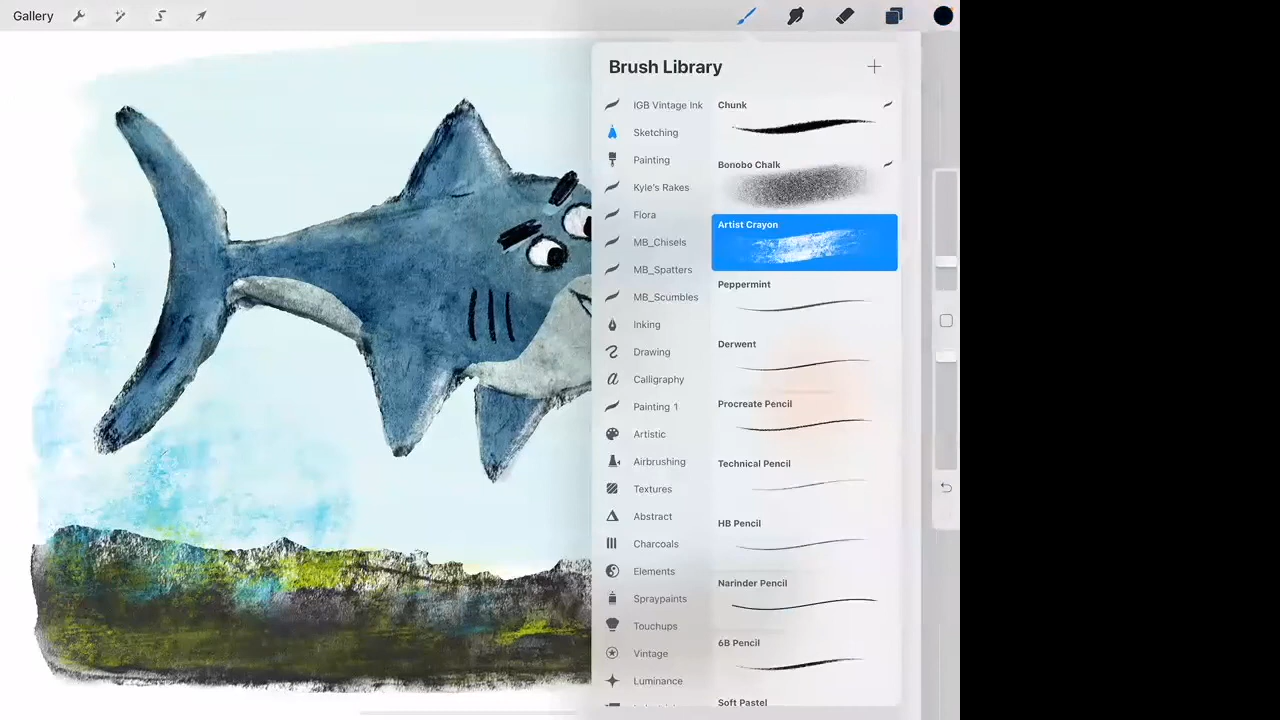 Gallery
Brush Library
IGB Vintage Ink
Sketching
Painting
Kyle's Rakes
Flora
MB_Chisels
MB_Spatters
MB_Scumbles
Inking
Drawing
Calligraphy
Painting 1
Artistic
Airbrushing
Textures
Abstract
Charcoals
Elements
Spraypaints
Touchups
Vintage
Luminance
Chunk
Bonobo Chalk
Artist Crayon
Peppermint
Derwent
Procreate Pencil
Technical Pencil
HB Pencil
Narinder Pencil
6B Pencil
Soft Pastel